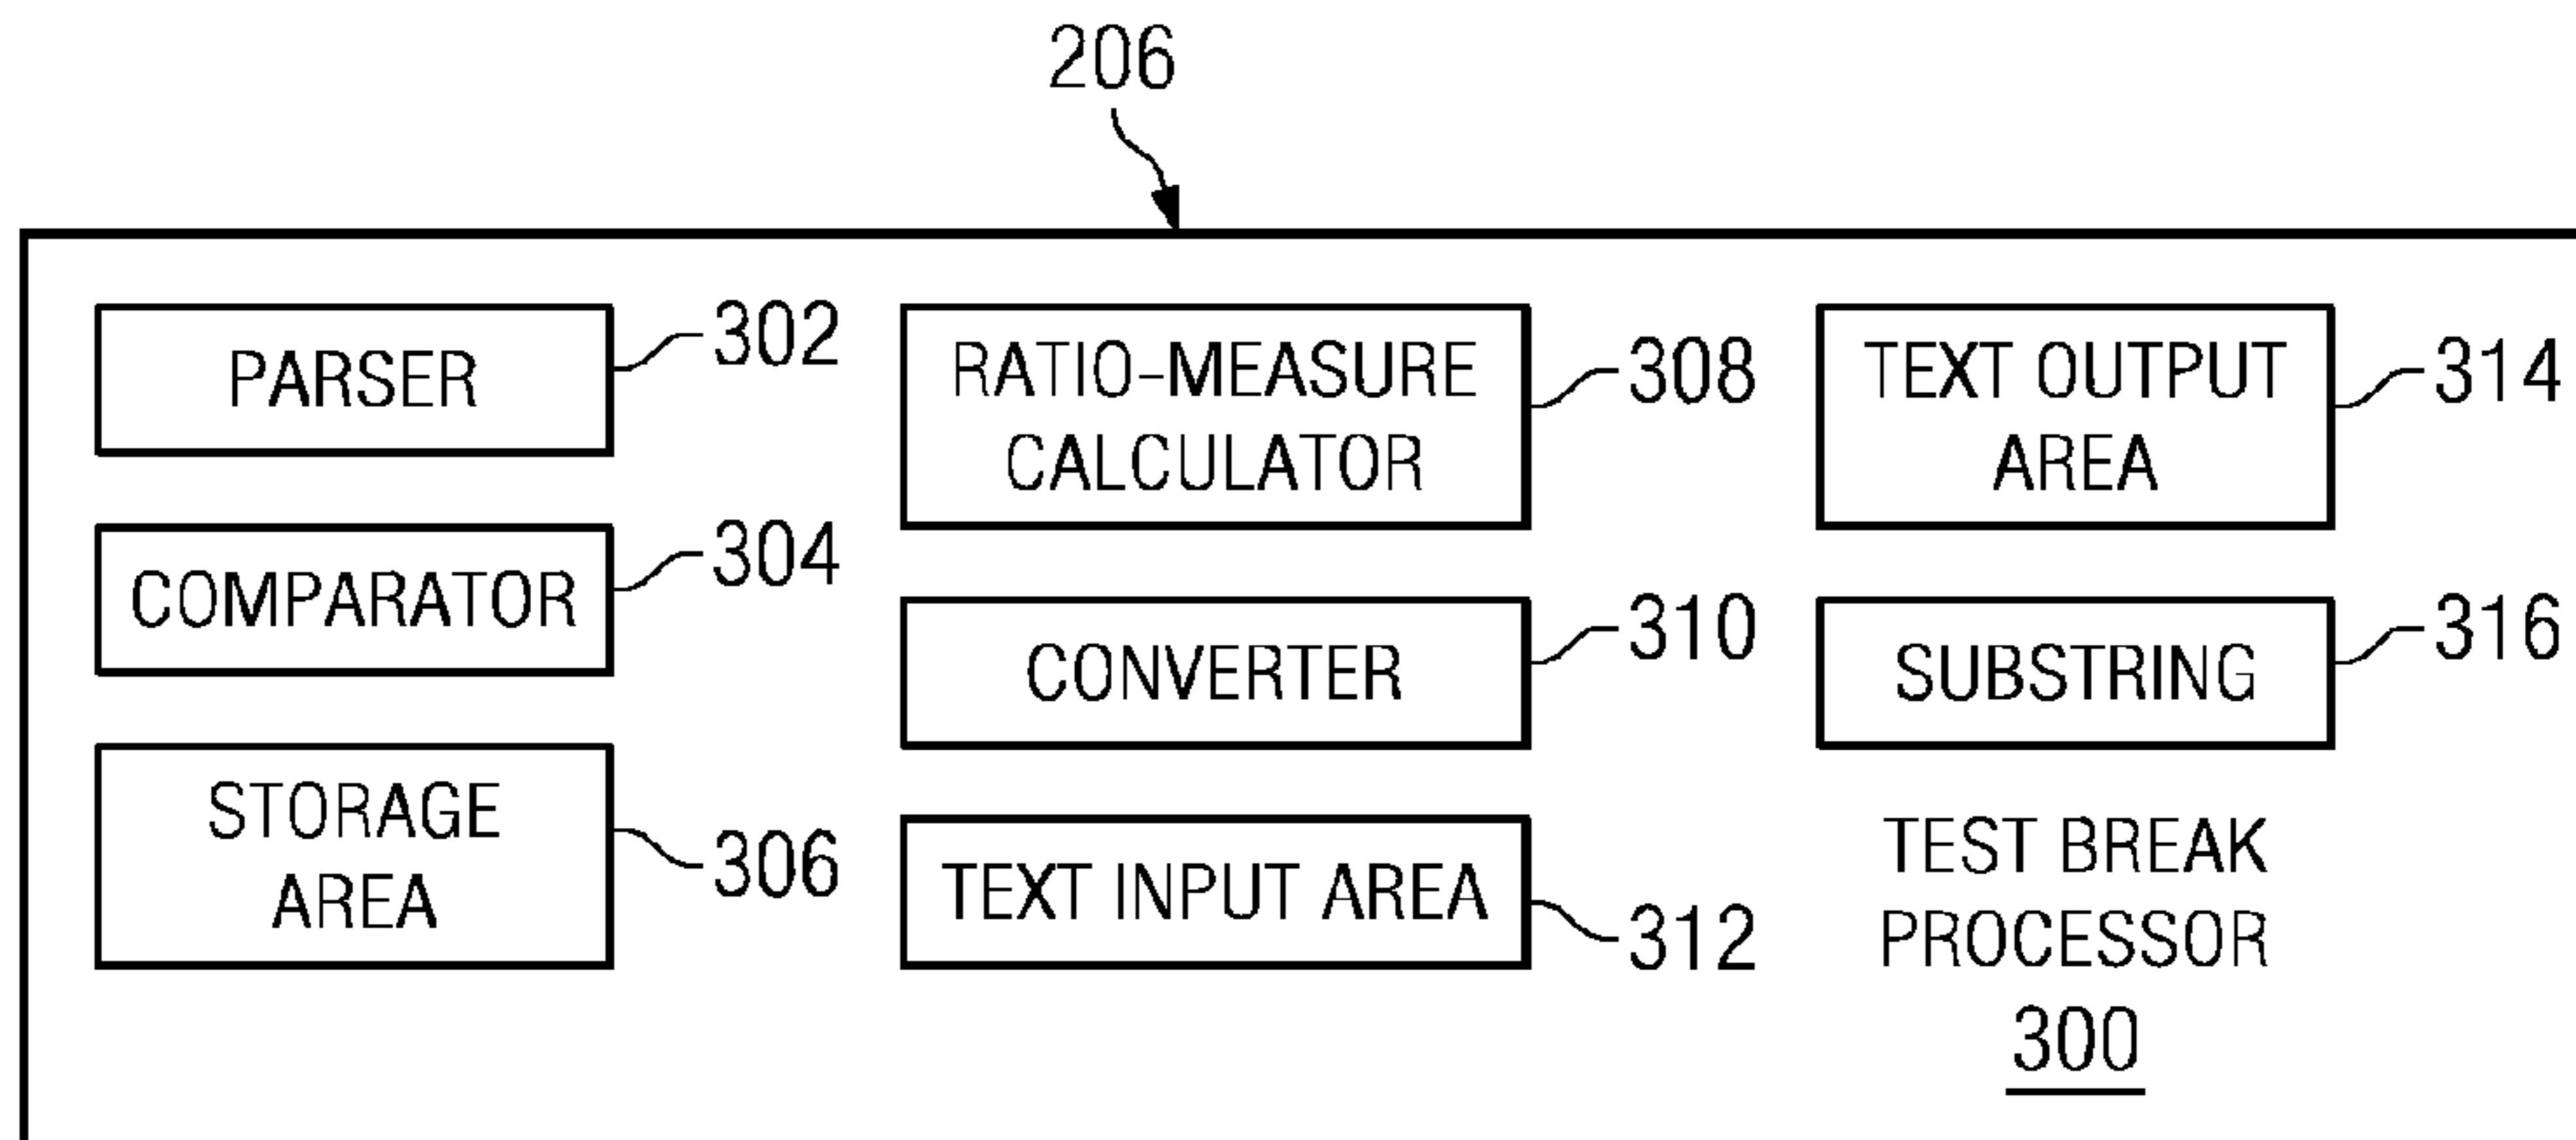 206
PARSER
302
COMPARATOR
304
STORAGE
AREA
306
RATIO-MEASURE
CALCULATOR
308
CONVERTER
310
TEXT INPUT AREA
312
TEXT OUTPUT
AREA
314
SUBSTRING
316
TEST BREAK
PROCESSOR
300